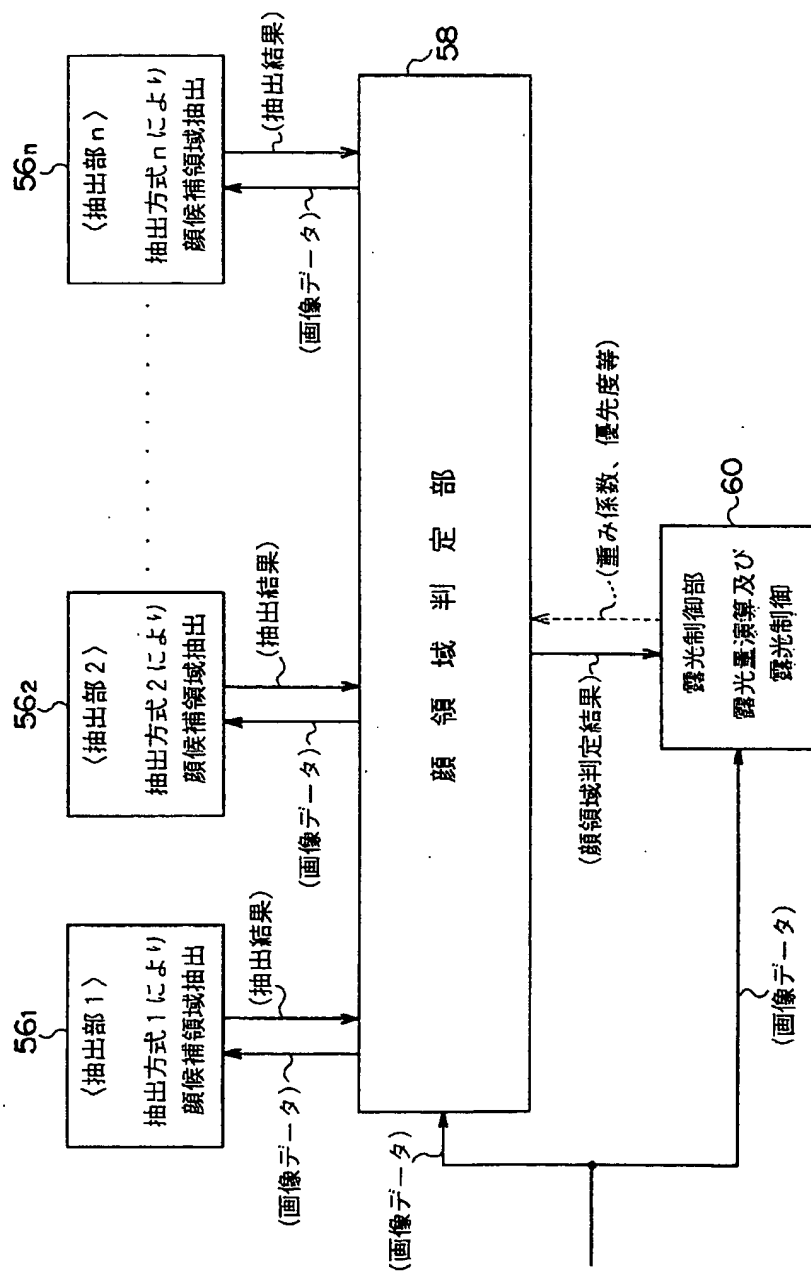 56₁
〈抽出部1〉
抽出方式1により
顔候補領域抽出
(画像データ)
(抽出結果)
56₂
〈抽出部2〉
抽出方式2により
顔候補領域抽出
(画像データ)
(抽出結果)
56n
〈抽出部n〉
抽出方式nにより
顔候補領域抽出
(画像データ)
(抽出結果)
(画像データ)
顔領域判定部
58
(顔領域判定結果)
(重み係数、優先度等)
60
露光制御部
露光量演算及び
露光制御
(画像データ)